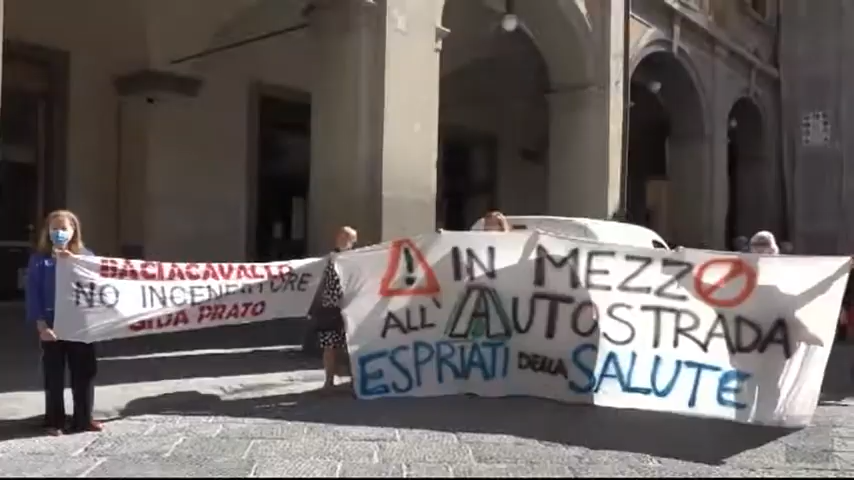 BACIACAVALLO
NO INCENERITORE
GIDA PRATO
! IN MEZZO
ALL' AUTOSTRADA
ESPRIATI DELLA SALUTE